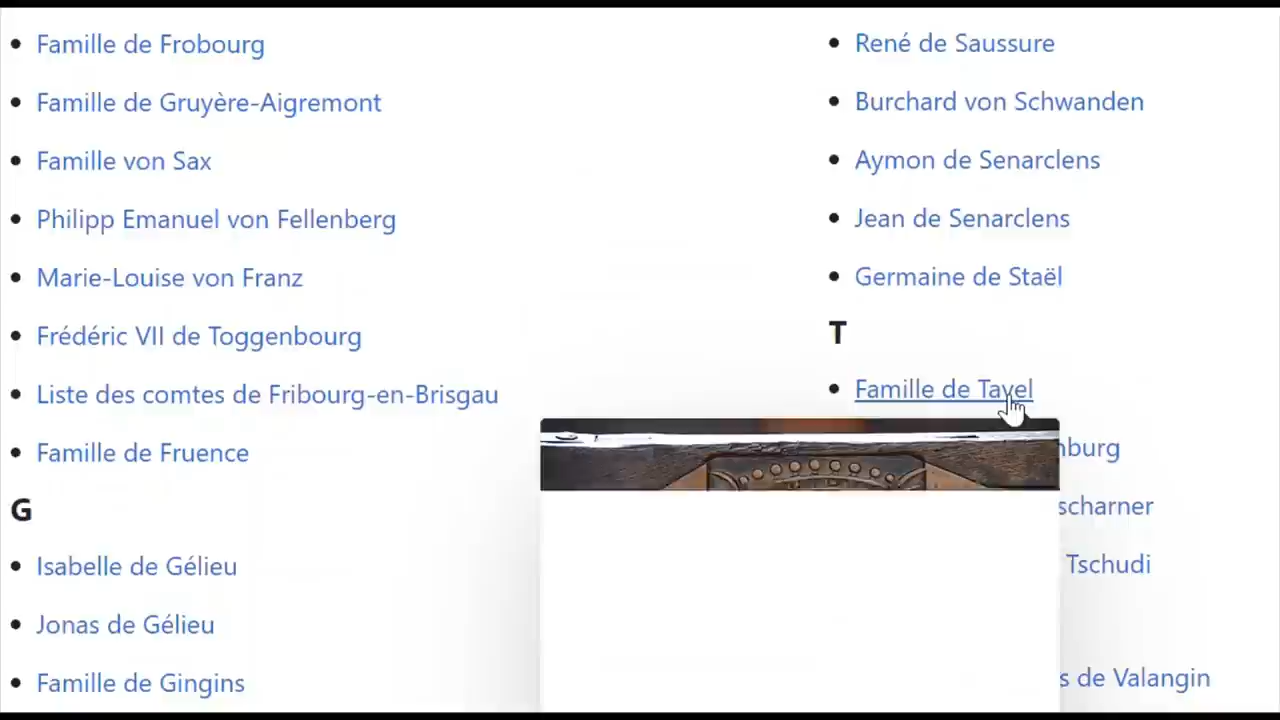 Famille de Frobourg
Famille de Gruyère-Aigremont
Famille von Sax
Philipp Emanuel von Fellenberg
Marie-Louise von Franz
Frédéric VII de Toggenbourg
Liste des comtes de Fribourg-en-Brisgau
Famille de Fruence
G
Isabelle de Gélieu
Jonas de Gélieu
Famille de Gingins
René de Saussure
Burchard von Schwanden
Aymon de Senarclens
Jean de Senarclens
Germaine de Staël
T
Famille de Tavel
nburg
scharner
Tschudi
s de Valangin